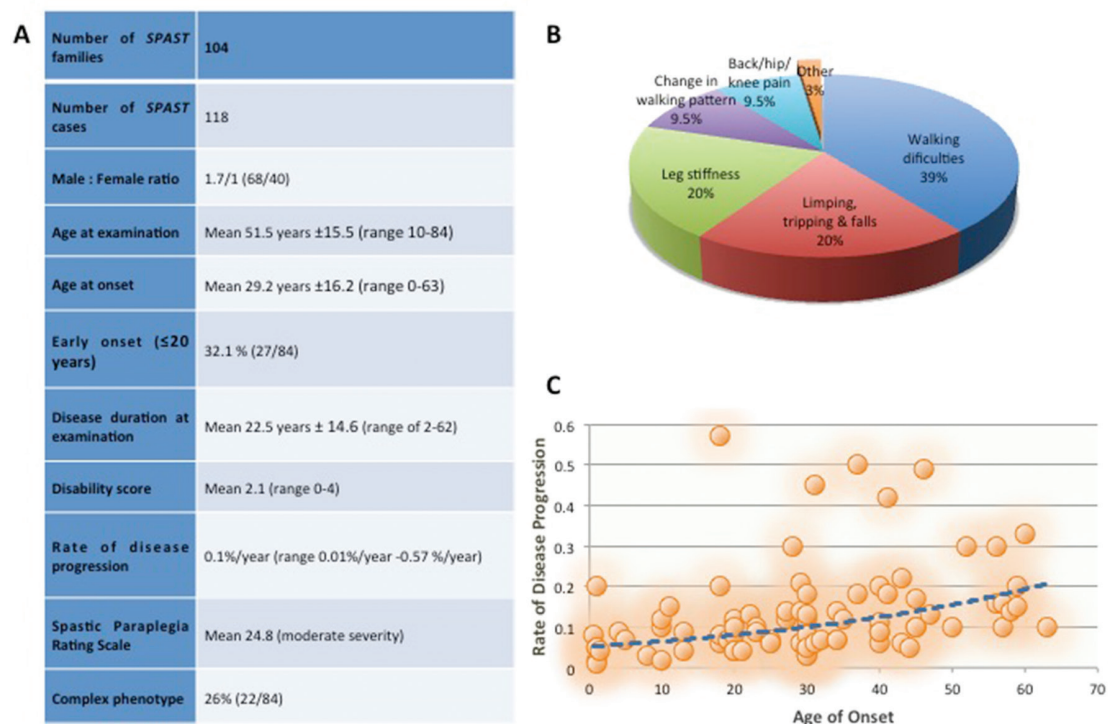 A
Number of SPAST
families
104
Number of SPAST
cases
118
Male : Female ratio
1.7/1 (68/40)
Age at examination
Mean 51.5 years ±15.5 (range 10-84)
Age at onset
Mean 29.2 years ±16.2 (range 0-63)
Early onset (≤20
years)
32.1 % (27/84)
Disease duration at
examination
Mean 22.5 years ± 14.6 (range of 2-62)
Disability score
Mean 2.1 (range 0-4)
Rate of disease
progression
0.1%/year (range 0.01%/year -0.57 %/year)
Spastic Paraplegia
Rating Scale
Mean 24.8 (moderate severity)
Complex phenotype
26% (22/84)
B
Back/hip/
knee pain
9.5%
Other
3%
Change in
walking pattern
9.5%
Walking
dificulties
39%
Leg stiffness
20%
Limping,
tripping & falls
20%
C
Rate of Disease Progression
0.6
0.5
0.4
0.3
0.2
0.1
0
0 10 20 30 40 50 60 70
Age of Onset